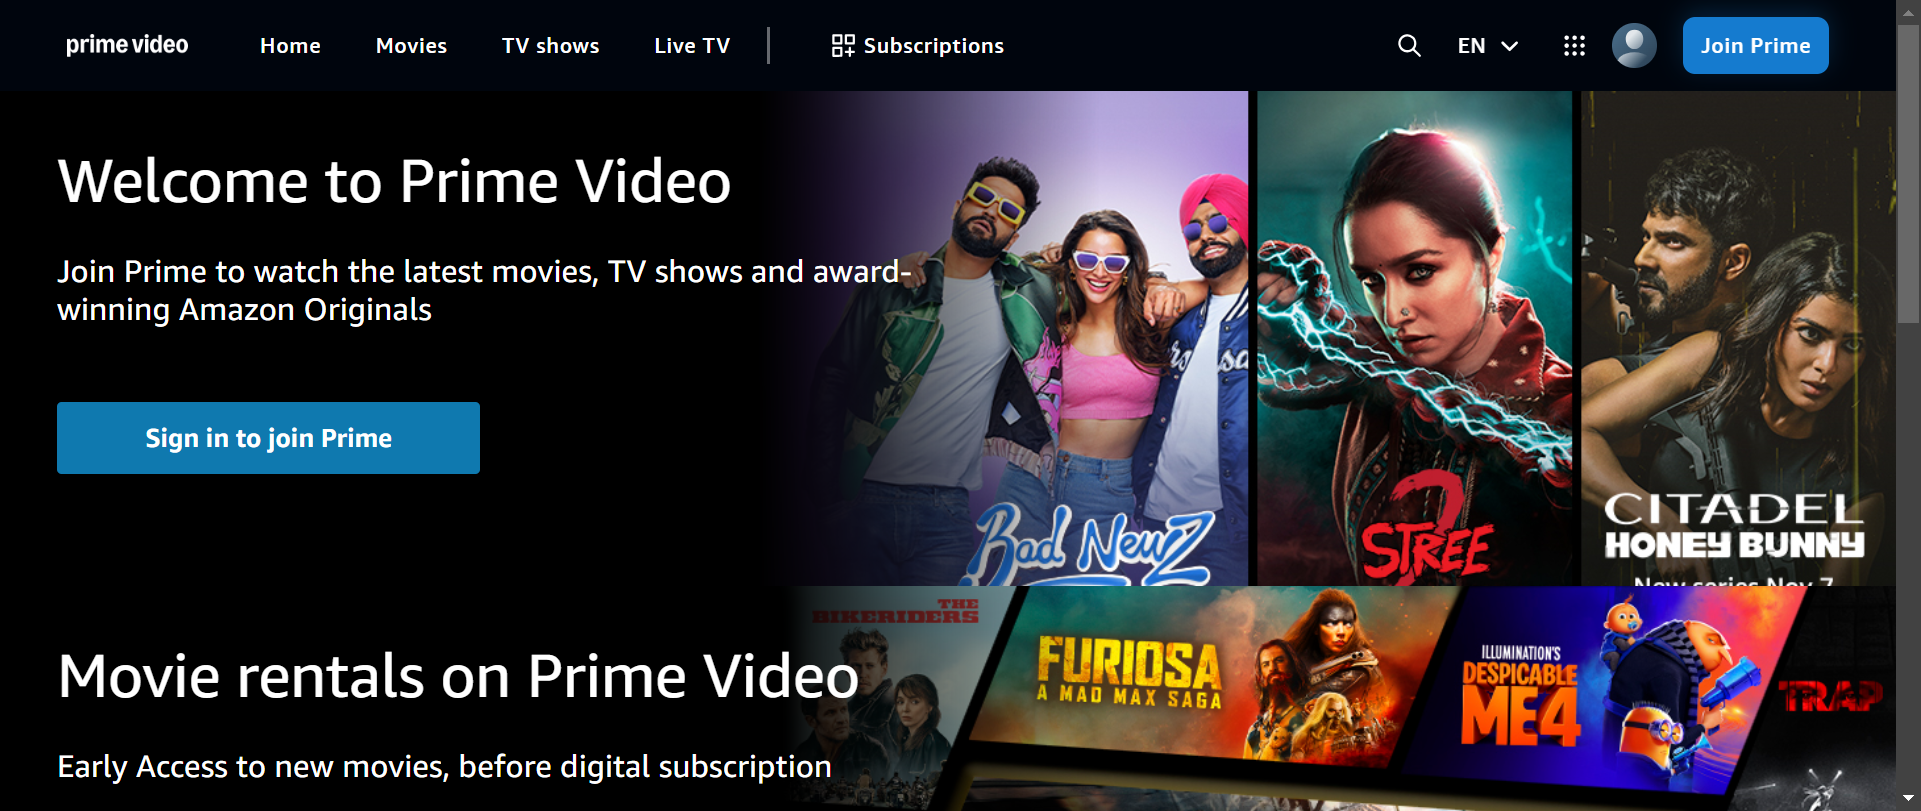 prime video
Home
Movies
TV shows
Live TV
Subscriptions
EN
Join Prime
Welcome to Prime Video
Join Prime to watch the latest movies, TV shows and award-
winning Amazon Originals
Sign in to join Prime
Bad Newz
STREE
2
CITADEL
HONEY BUNNY
New series Nov 7
Movie rentals on Prime Video
Early Access to new movies, before digital subscription
THE
BIKERIDERS
FURIOSA
A MAD MAX SAGA
ILLUMINATION'S
DESPICABLE
ME4
TRAP